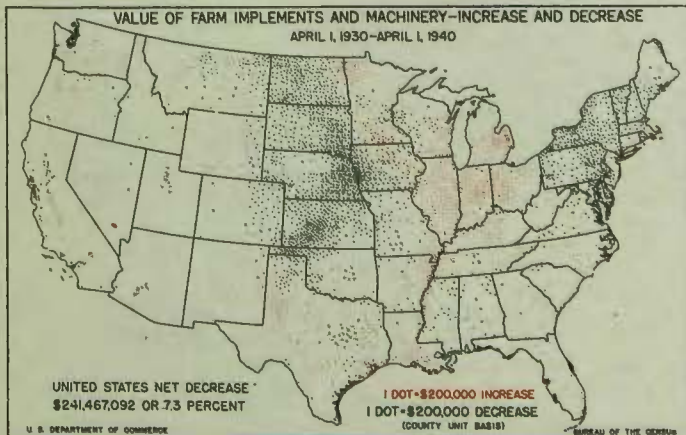 VALUE OF FARM IMPLEMENTS AND MACHINERY-INCREASE AND DECREASE
APRIL 1, 1930-APRIL 1, 1940
UNITED STATES NET DECREASE
$241,467,092 OR 7.3 PERCENT
1 DOT=$200,000 INCREASE
1 DOT=$200,000 DECREASE
(COUNTY UNIT BASIS)
U. S. DEPARTMENT OF COMMERCE
BUREAU OF THE CENSUS